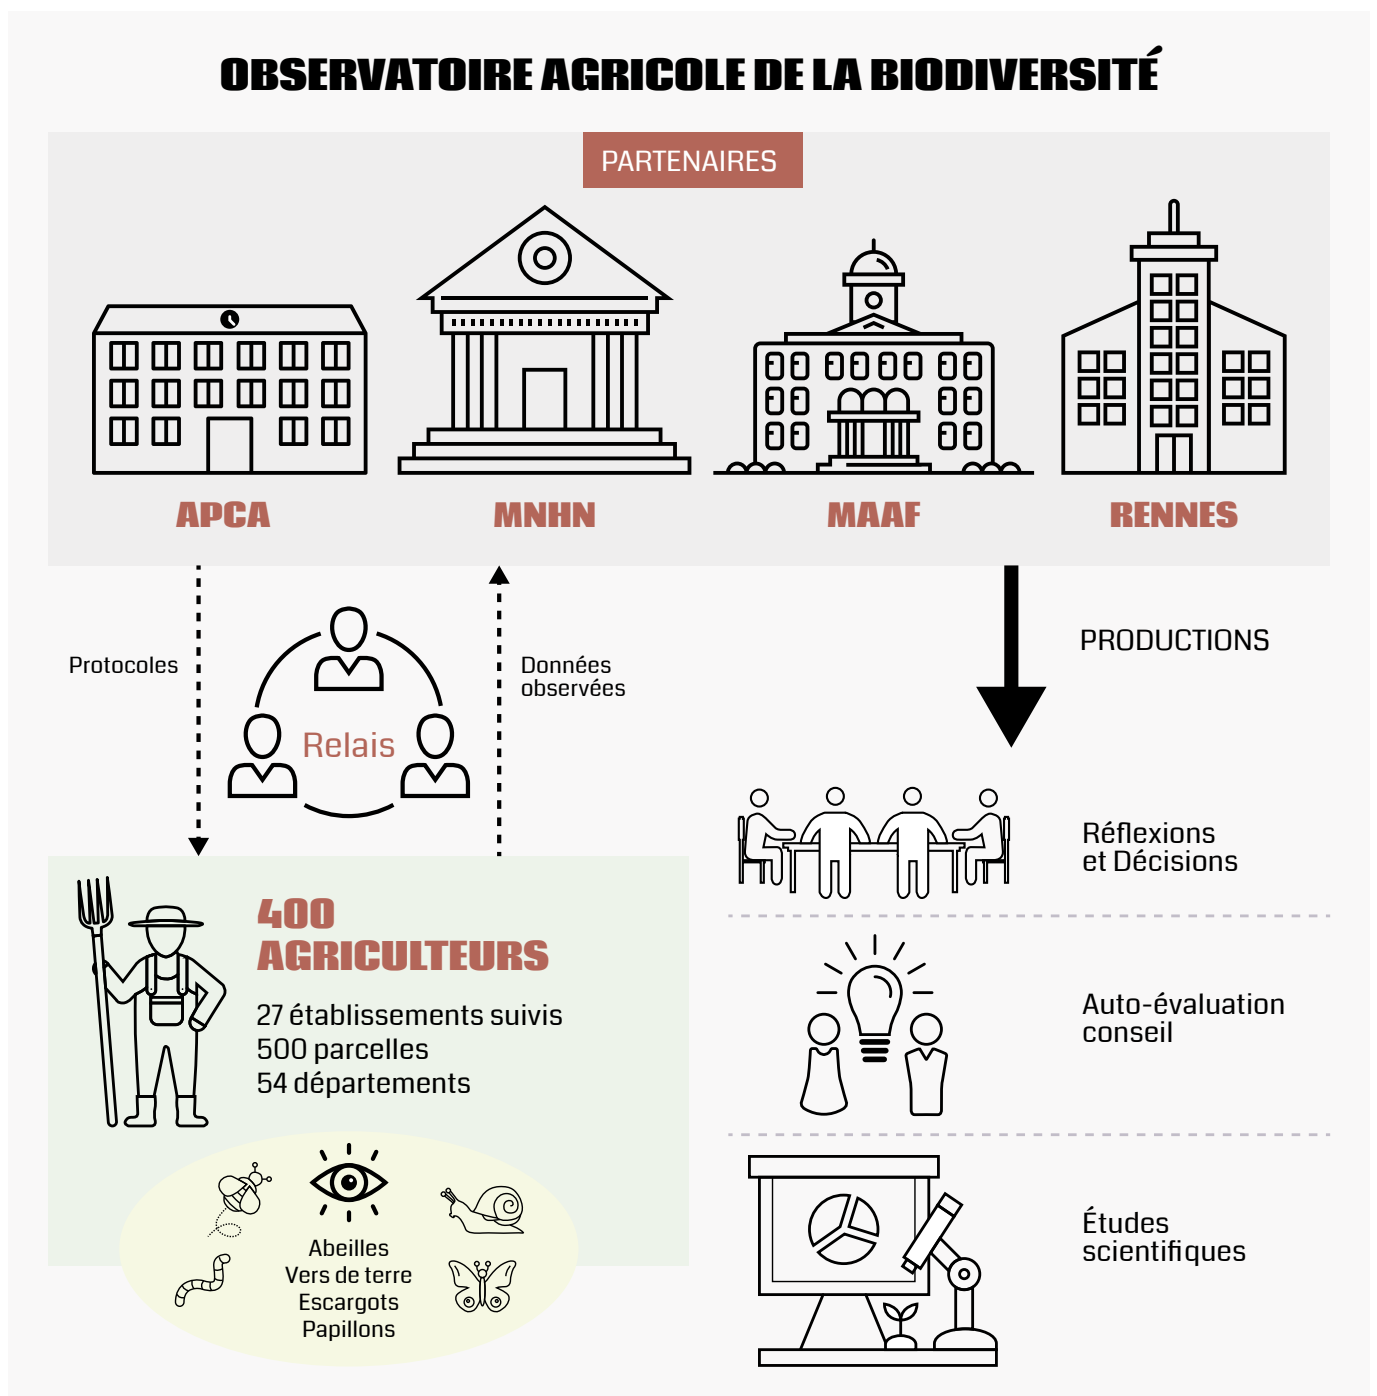 OBSERVATOIRE AGRICOLE DE LA BIODIVERSITÉ
PARTENAIRES
APCA
MNHN
MAAF
RENNES
Protocoles
Relais
Données
observées
PRODUCTIONS
Réflexions
et Décisions
400
AGRICULTEURS
27 établissements suivis
500 parcelles
54 départements
Auto-évaluation
conseil
Abeilles
Vers de terre
Escargots
Papillons
Études
scientifiques